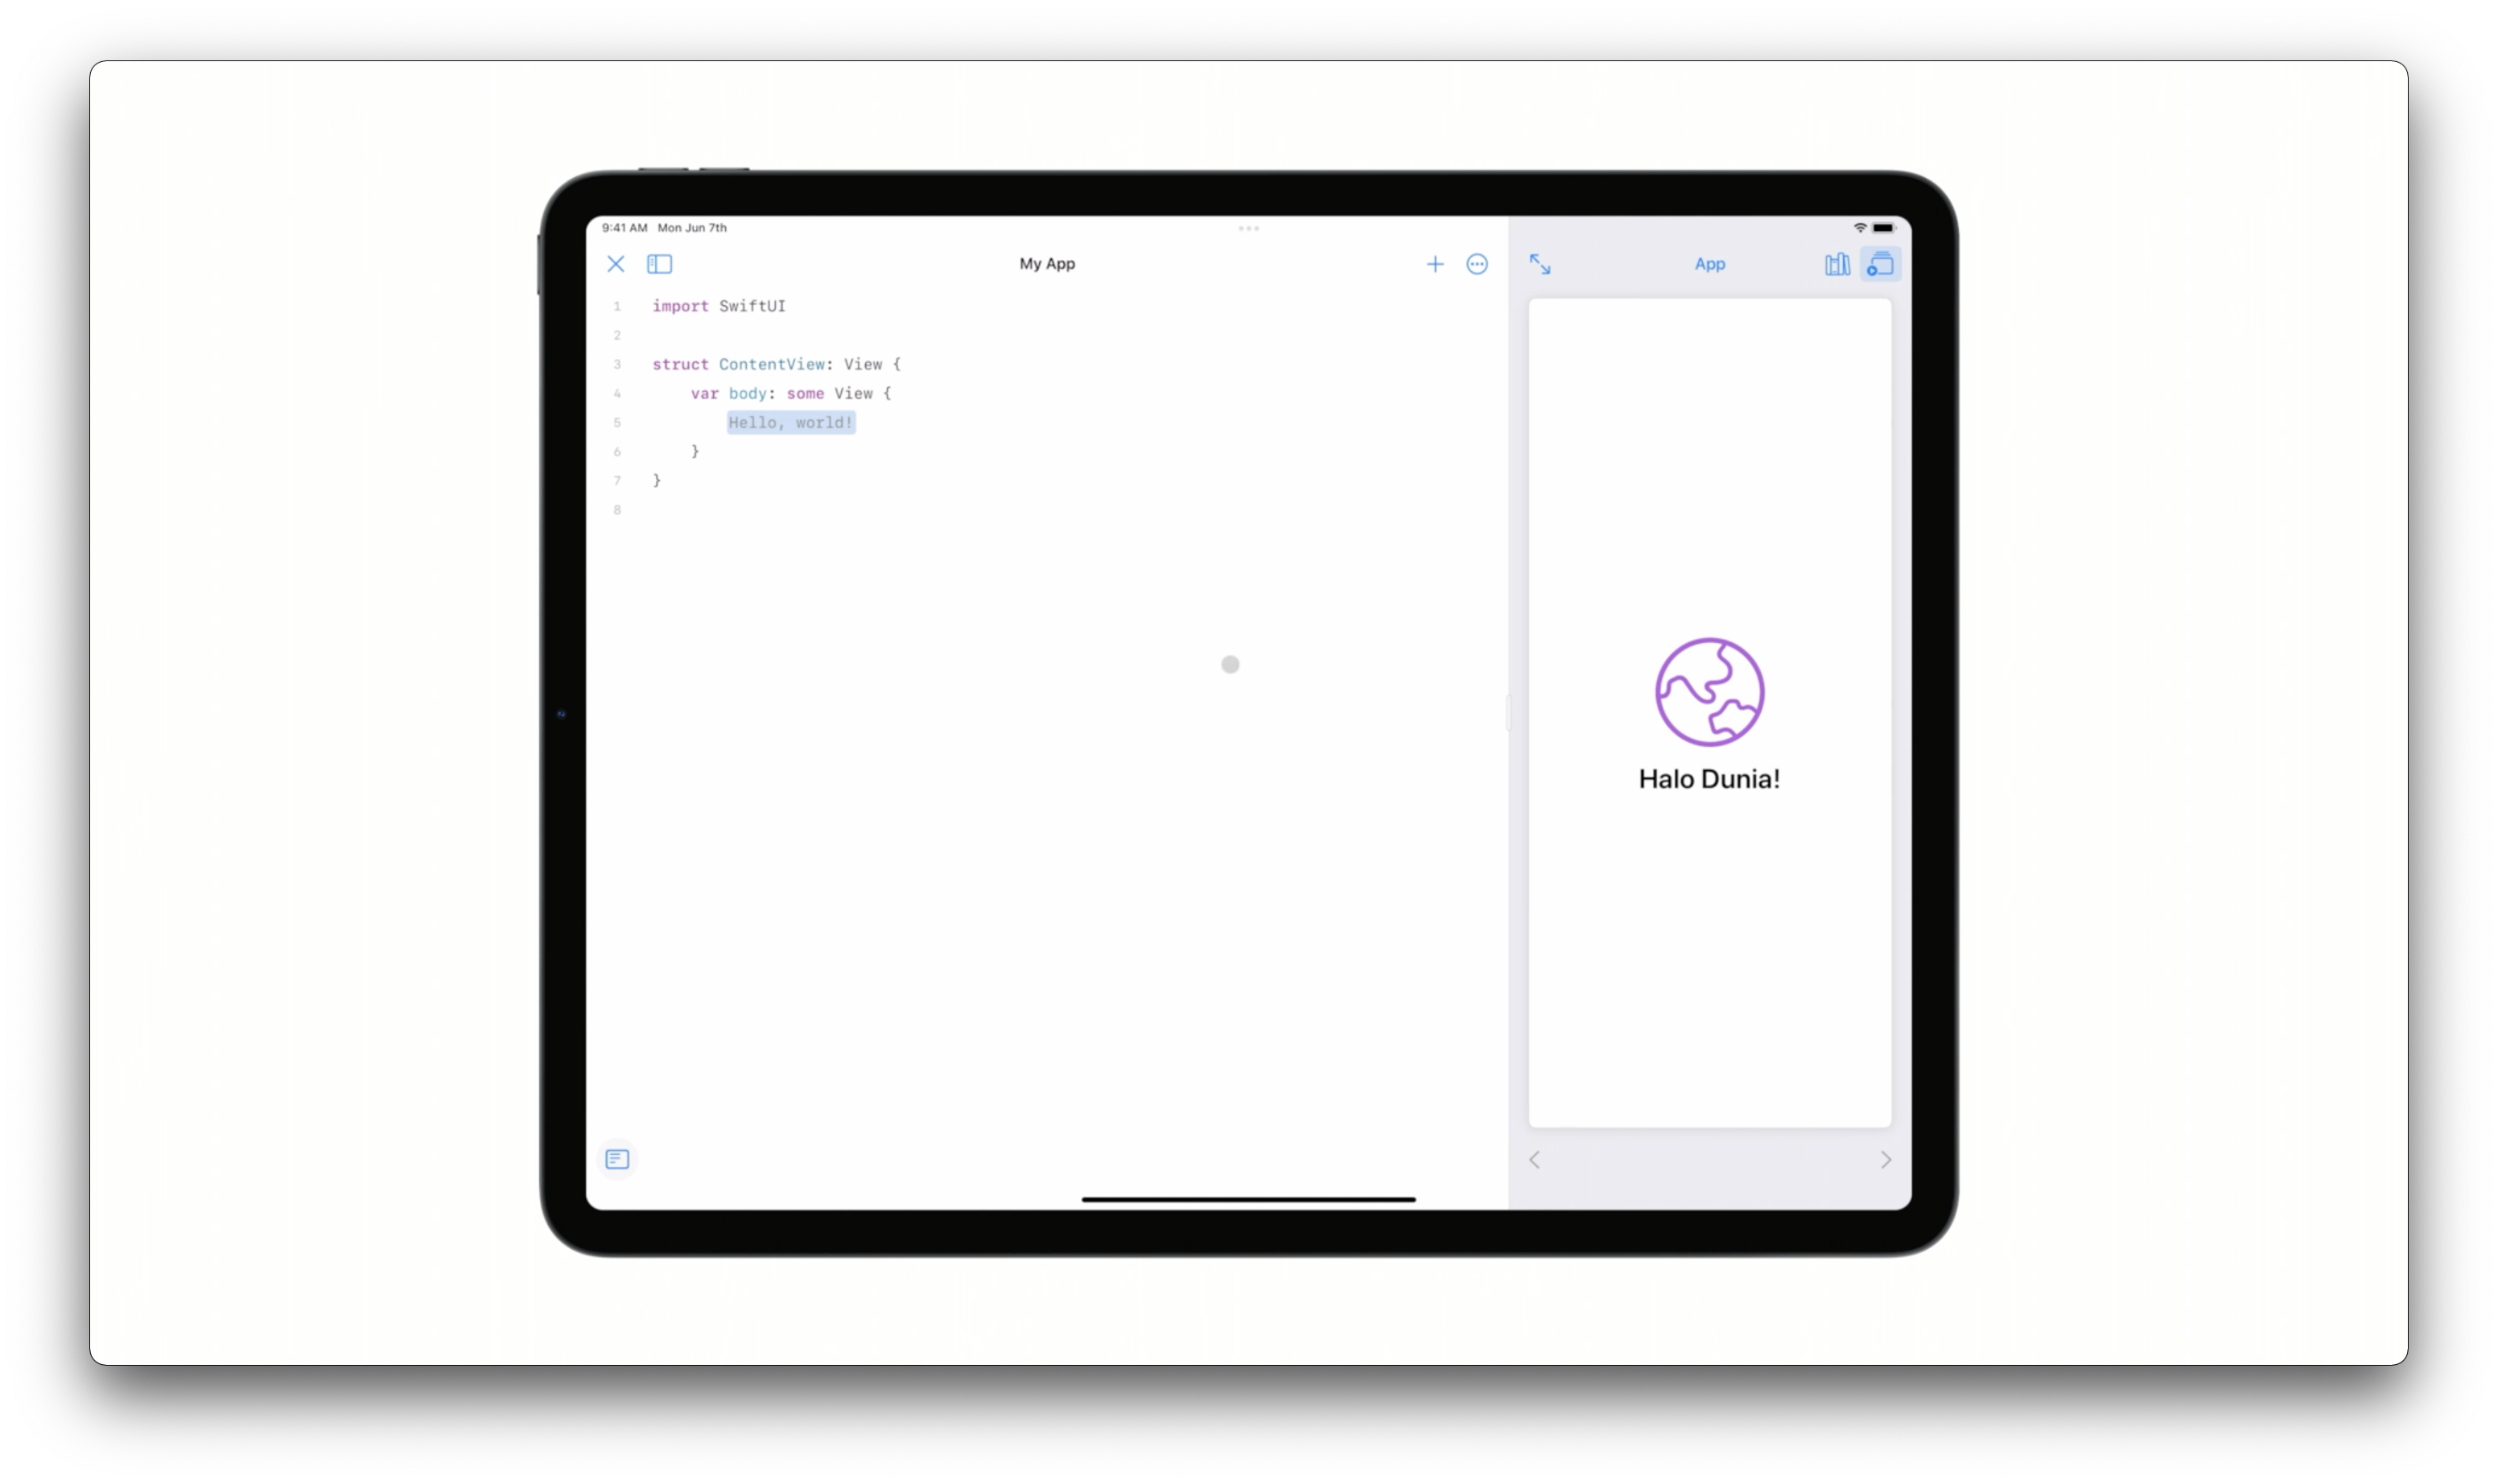 9:41 AM Mon Jun 7th
My App
App
1 import SwiftUI
2
3 struct ContentView: View {
4 var body: some View {
5 Hello, world!
6 }
7 }
8
Halo Dunia!